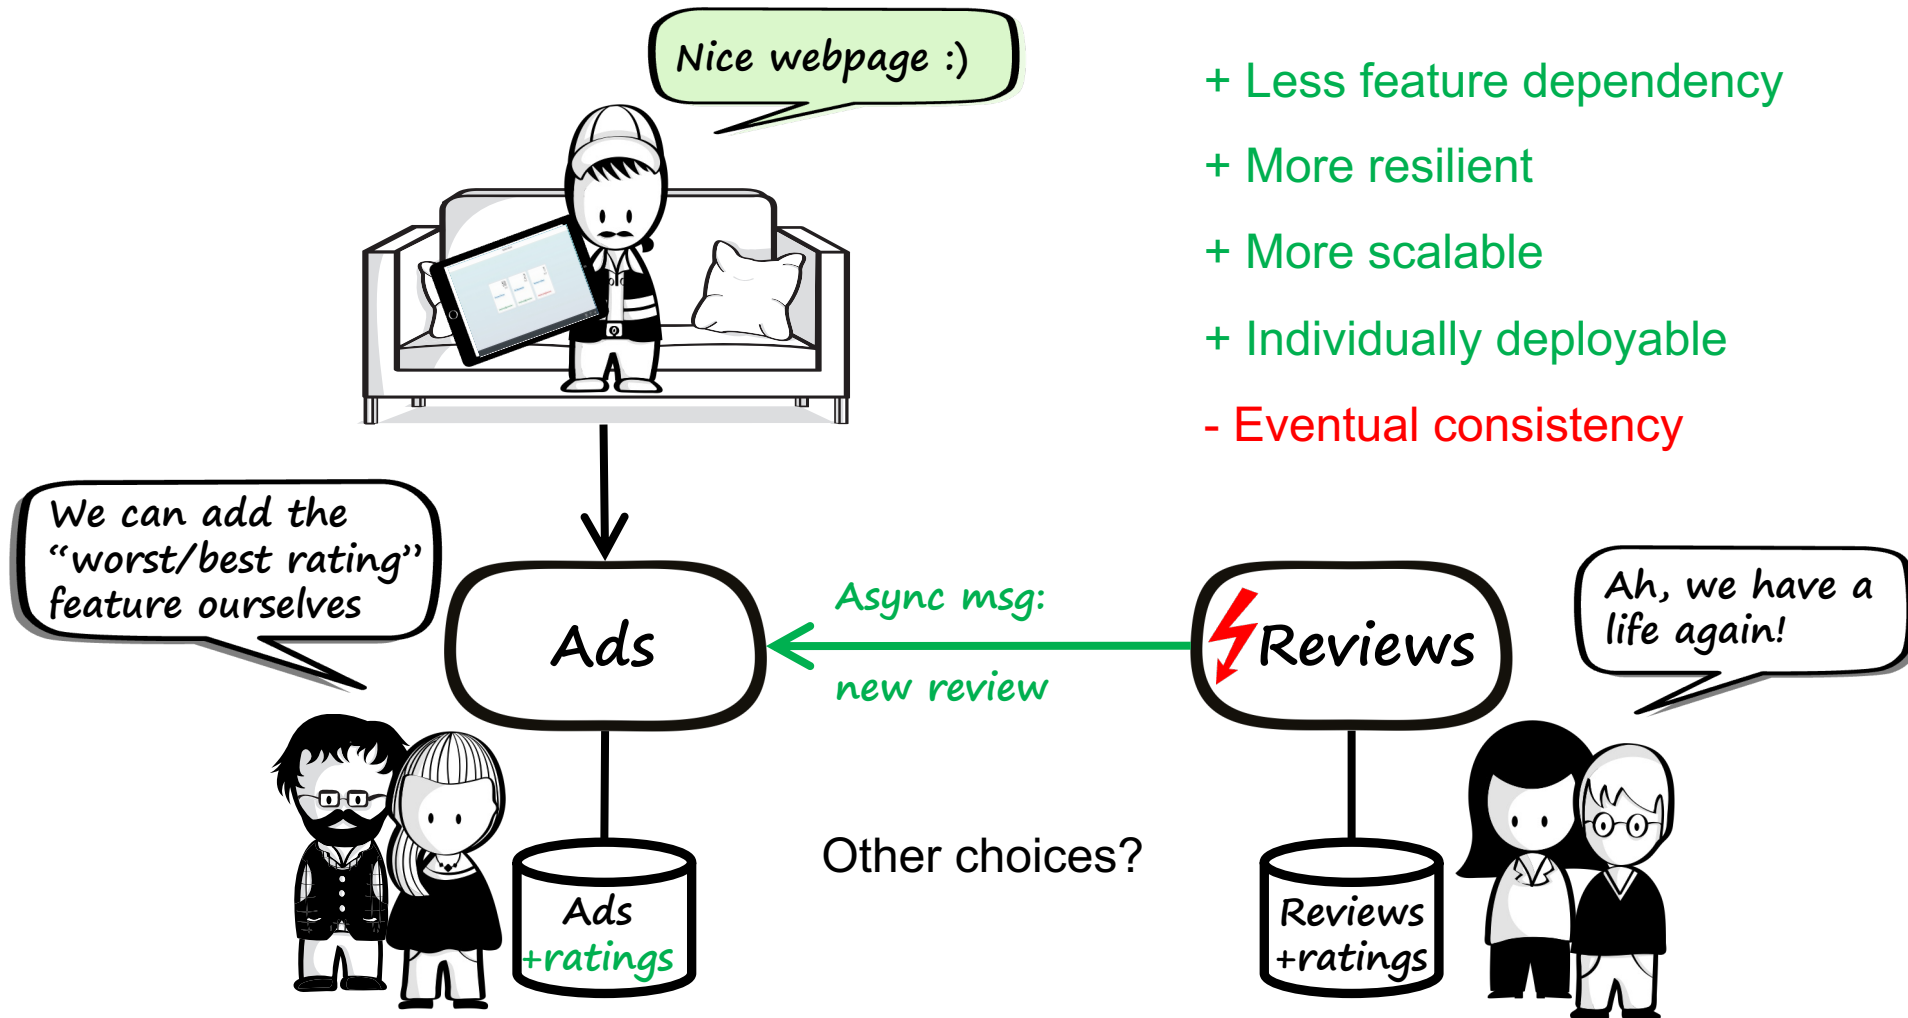 Nice webpage :)
+ Less feature dependency
+ More resilient
+ More scalable
+ Individually deployable
- Eventual consistency
We can add the
“worst/best rating”
feature ourselves
Ads
Async msg:
new review
Reviews
Ah, we have a
life again!
Other choices?
Ads
+ratings
Reviews
+ratings